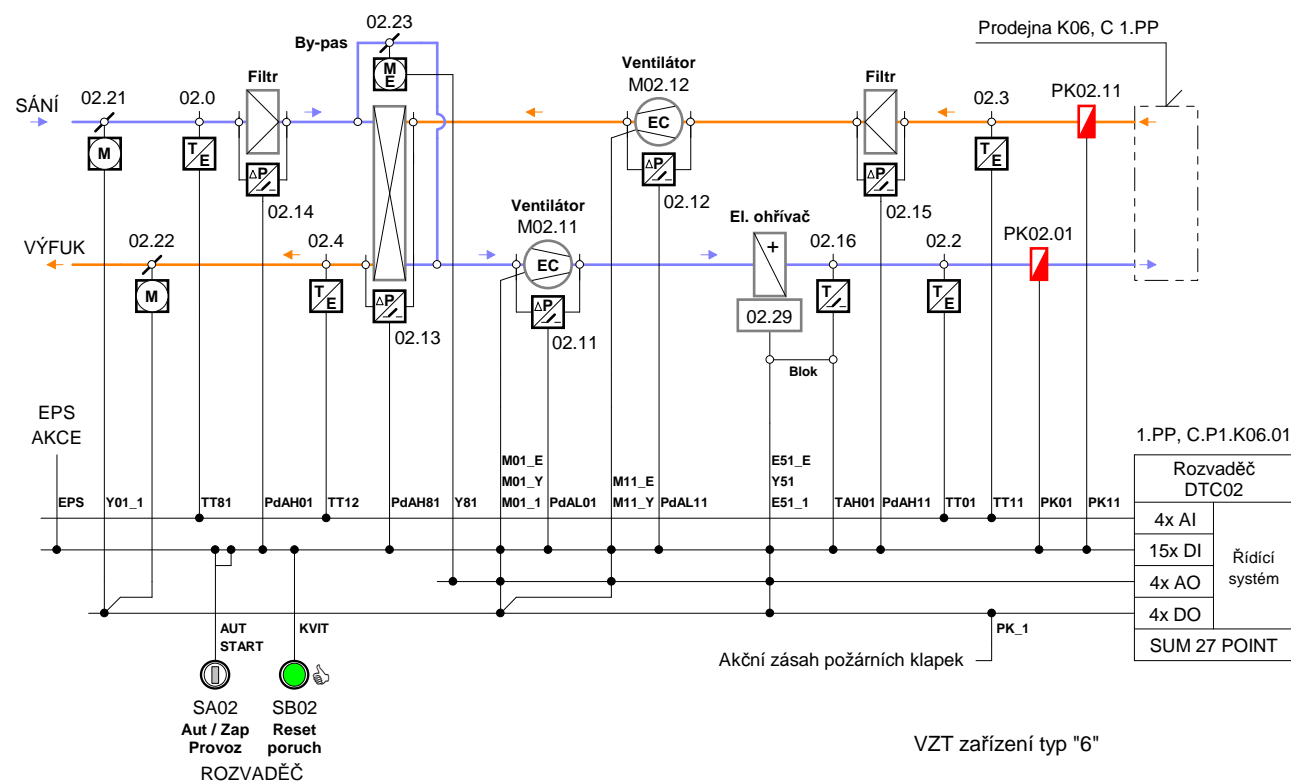 02.23
Prodejna K06, C 1.PP
By-pas
Ventilátor
Filtr
M02.12
Filtr
SÁNÍ
02.21
02.0
02.3
PK02.11
EC
M
E
M
T
E
ΔP
ΔP
ΔP
T
E
02.14
02.12
02.15
Ventilátor
M02.11
El. ohřívač
VÝFUK
02.22
02.4
02.16
02.2
PK02.01
+
EC
M
T
E
ΔP
ΔP
02.29
T
T
E
02.13
02.11
Blok
EPS
AKCE
1.PP, C.P1.K06.01
M01_E
M01_Y
M01_1
M11_E
M11_Y
E51_E
Y51
E51_1
EPS
Y01_1
TT81
PdAH01
TT12
PdAH81
Y81
PdAL01
PdAL11
TAH01
PdAH11
TT01
TT11
PK01
PK11
Rozvaděč
DTC02
4x AI
15x DI
4x AO
4x DO
Řídící
systém
SUM 27 POINT
AUT
START
KVIT
PK_1
Akční zásah požárních klapek
SA02
Aut / Zap
Provoz
SB02
Reset
poruch
ROZVADĚČ
VZT zařízení typ "6"